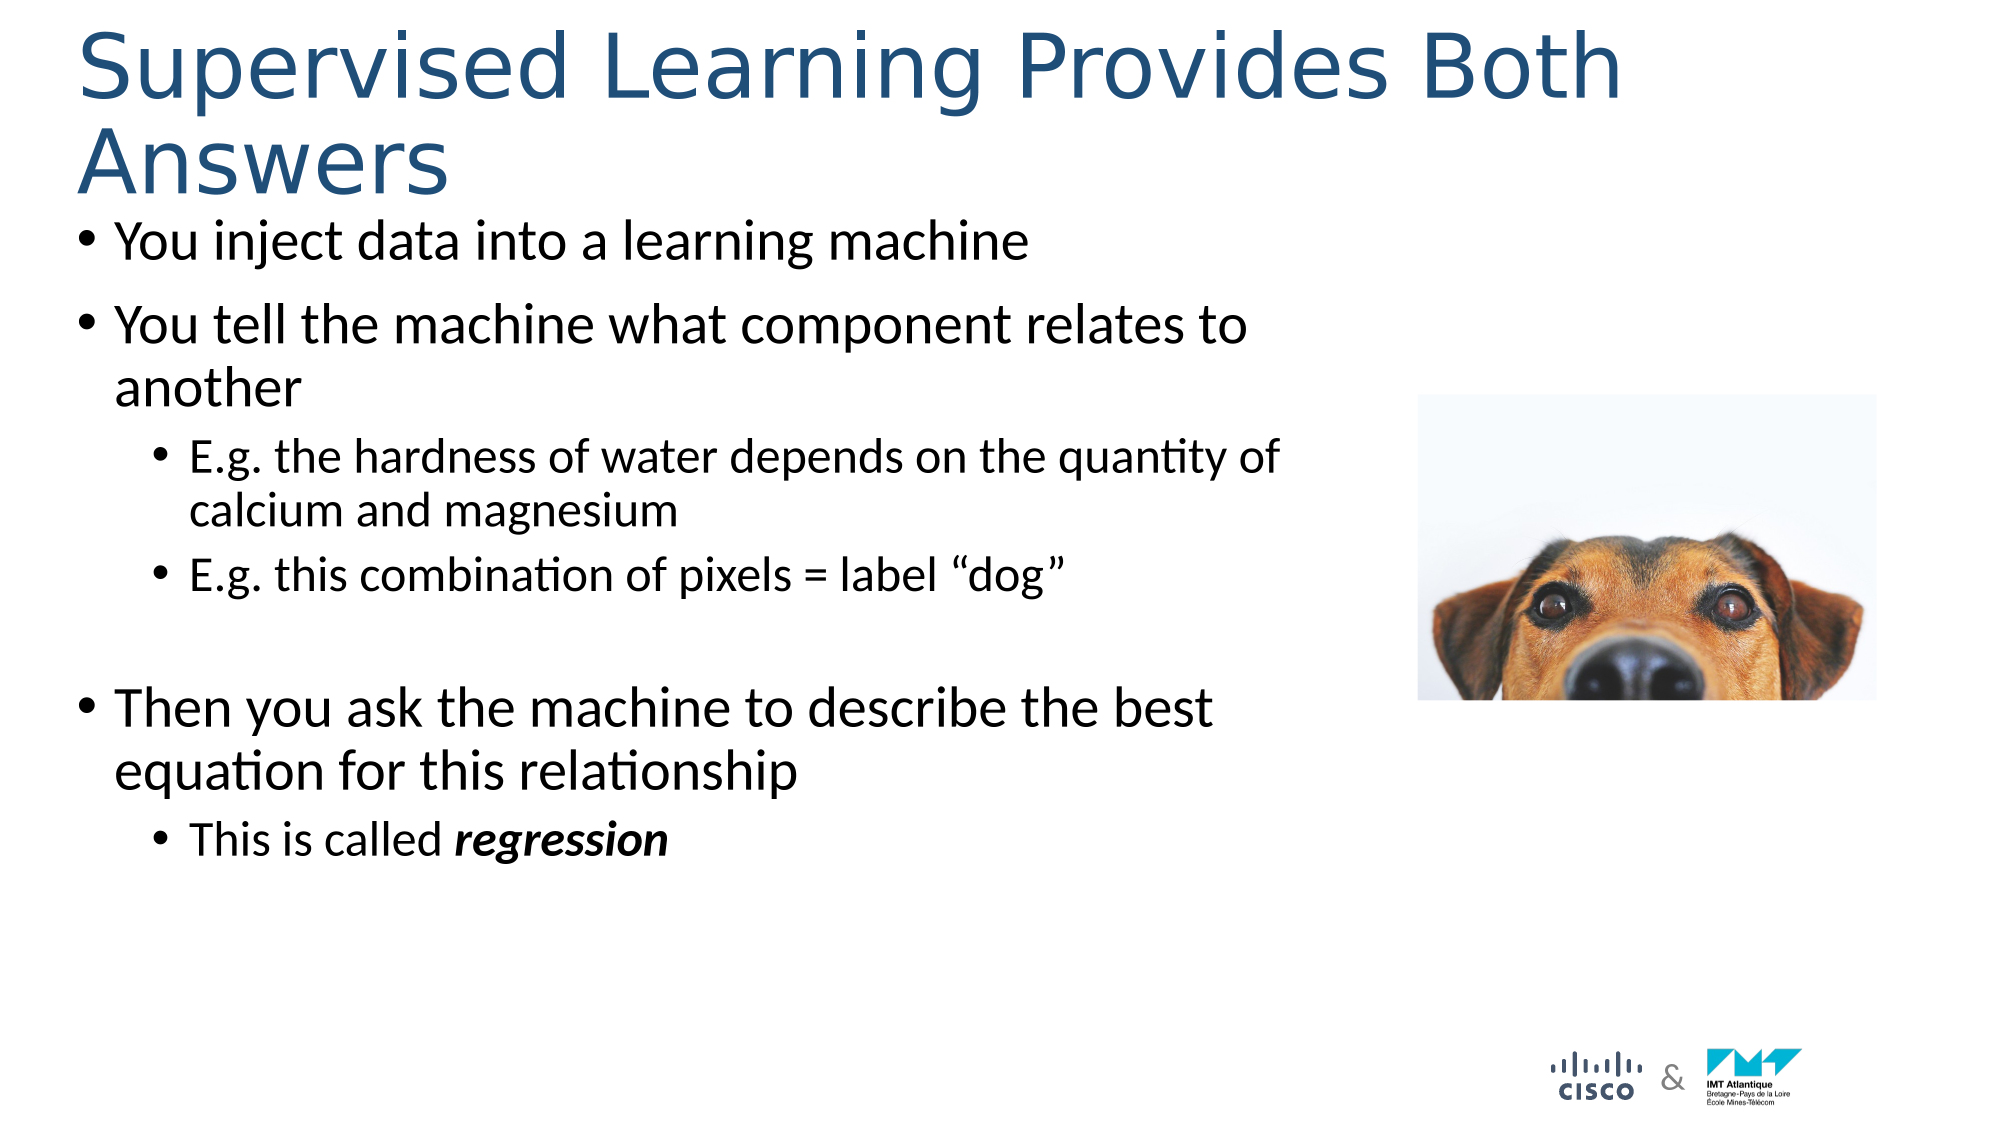 Supervised Learning Provides Both
Answers
• You inject data into a learning machine
• You tell the machine what component relates to
another
• E.g. the hardness of water depends on the quantity of
calcium and magnesium
• E.g. this combination of pixels = label “dog”
• Then you ask the machine to describe the best
equation for this relationship
• This is called regression
CISCO & IMT Atlantique
Bretagne-Pays de la Loire
École Mines-Télécom